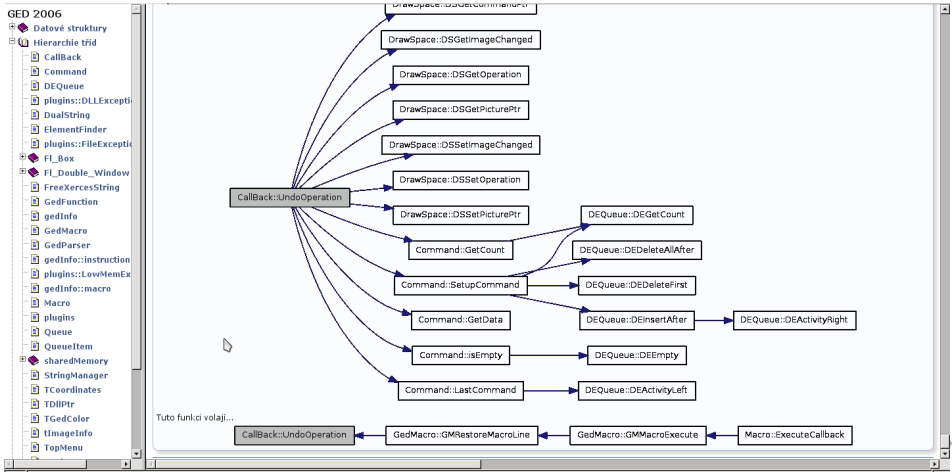 GED 2006
Datové struktury
Hierarchie tříd
CallBack
Command
DEQueue
plugins::DLLExcepti
DualString
ElementFinder
plugins::FileExceptio
Fl_Box
Fl_Double_Window
FreeXercesString
GedFunction
gedInfo
GedMacro
GedParser
gedInfo::instruction
plugins::LowMemEx
gedInfo::macro
Macro
plugins
Queue
QueueItem
sharedMemory
StringManager
TCoordinates
TDllPtr
TGedColor
tImageInfo
TopMenu
DrawSpace::DSGetCommandPtr
DrawSpace::DSGetImageChanged
DrawSpace::DSGetOperation
DrawSpace::DSGetPicturePtr
DrawSpace::DSSetImageChanged
DrawSpace::DSSetOperation
CallBack::UndoOperation
DrawSpace::DSSetPicturePtr
DEQueue::DEGetCount
Command::GetCount
DEQueue::DEDeleteAllAfter
Command::SetupCommand
DEQueue::DEDeleteFirst
Command::GetData
DEQueue::DEInsertAfter
DEQueue::DEActivityRight
Command::isEmpty
DEQueue::DEEmpty
Command::LastCommand
DEQueue::DEActivityLeft
Tuto funkci volají...
CallBack::UndoOperation
GedMacro::GMRestoreMacroLine
GedMacro::GMMacroExecute
Macro::ExecuteCallback